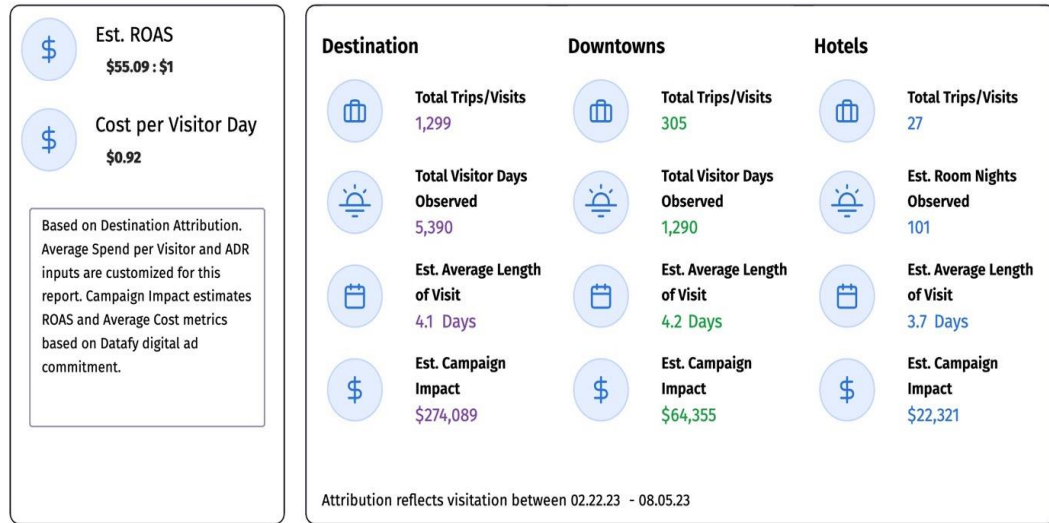 Est. ROAS
$55.09 : $1
Cost per Visitor Day
$0.92
Based on Destination Attribution.
Average Spend per Visitor and ADR
inputs are customized for this
report. Campaign Impact estimates
ROAS and Average Cost metrics
based on Datafy digital ad
commitment.
Destination
Total Trips/Visits
1,299
Total Visitor Days
Observed
5,390
Est. Average Length
of Visit
4.1 Days
Est. Campaign
Impact
$274,089
Downtowns
Total Trips/Visits
305
Total Visitor Days
Observed
1,290
Est. Average Length
of Visit
4.2 Days
Est. Campaign
Impact
$64,355
Hotels
Total Trips/Visits
27
Est. Room Nights
Observed
101
Est. Average Length
of Visit
3.7 Days
Est. Campaign
Impact
$22,321
Attribution reflects visitation between 02.22.23 - 08.05.23